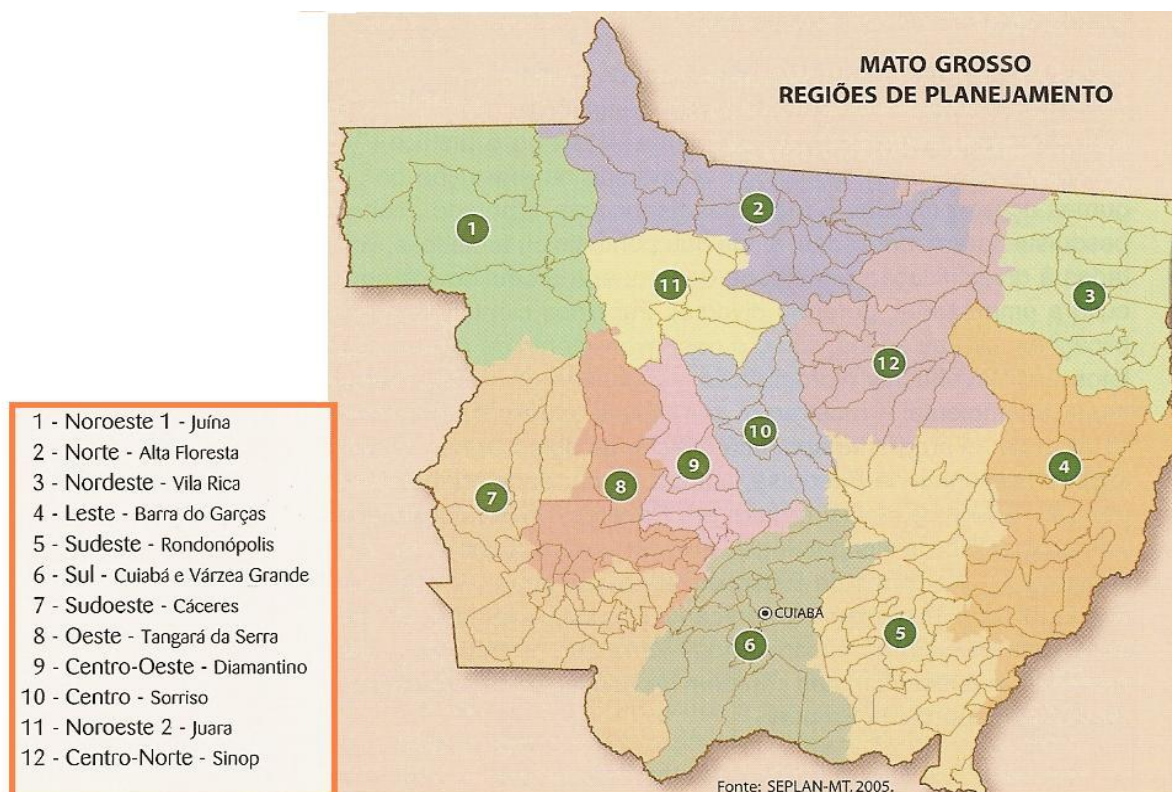 MATO GROSSO
REGIÕES DE PLANEJAMENTO
1
2
3
11
12
10
4
9
8
7
CUIABÁ
5
6
1 - Noroeste 1 - Juína
2 - Norte - Alta Floresta
3 - Nordeste - Vila Rica
4 - Leste - Barra do Garças
5 - Sudeste - Rondonópolis
6 - Sul - Cuiabá e Várzea Grande
7 - Sudoeste - Cáceres
8 - Oeste - Tangará da Serra
9 - Centro-Oeste - Diamantino
10 - Centro - Sorriso
11 - Noroeste 2 - Juara
12 - Centro-Norte - Sinop
Fonte: SEPLAN-MT, 2005.